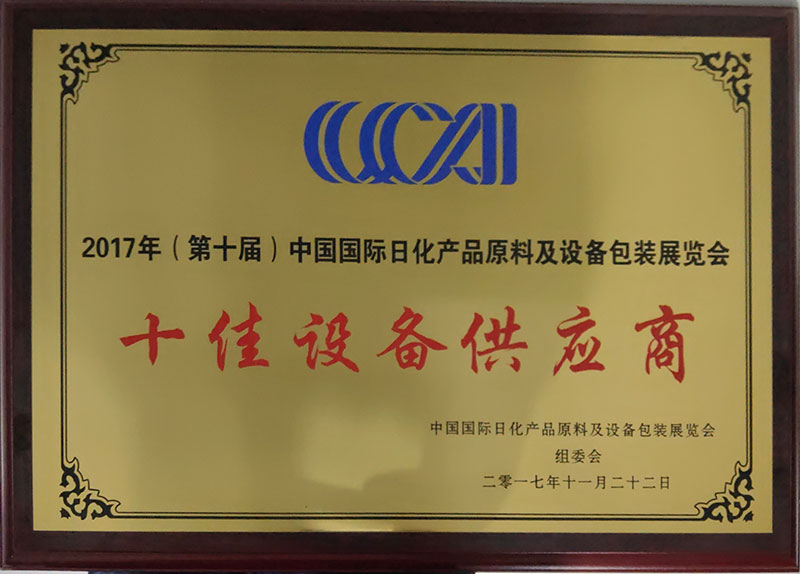 2017年（第十届）中国国际日化产品原料及设备包装展览会
十佳设备供应商
中国国际日化产品原料及设备包装展览会
组委会
二零一七年十一月二十二日